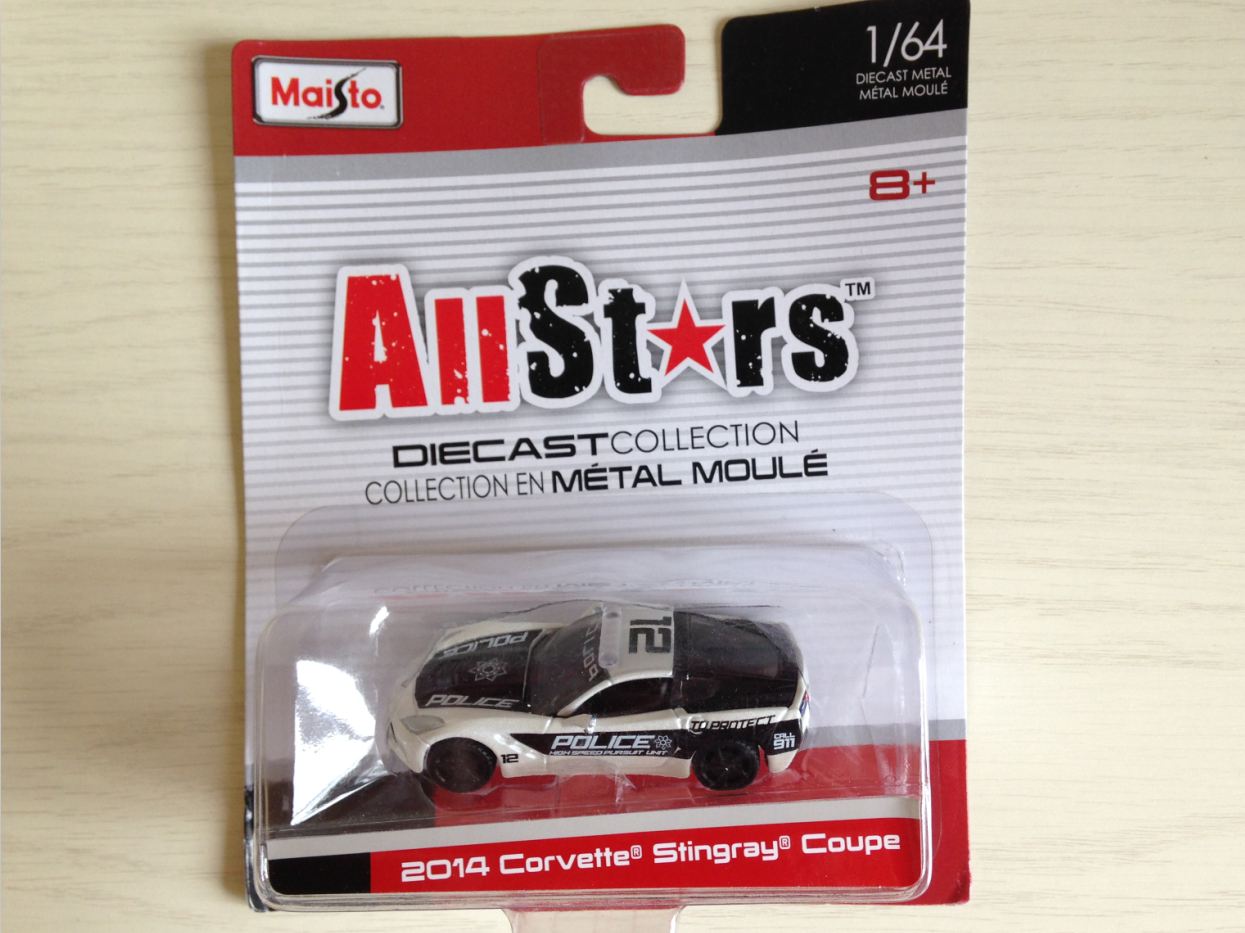 Maisto
1/64
DIECAST METAL
MÉTAL MOULÉ
8+
AllStars™
DIECAST COLLECTION
COLLECTION EN MÉTAL MOULÉ
12
POLICE
POLICE
POLICE
HIGH SPEED PURSUIT UNIT
TO PROTECT
CALL
911
12
2014 Corvette® Stingray® Coupe